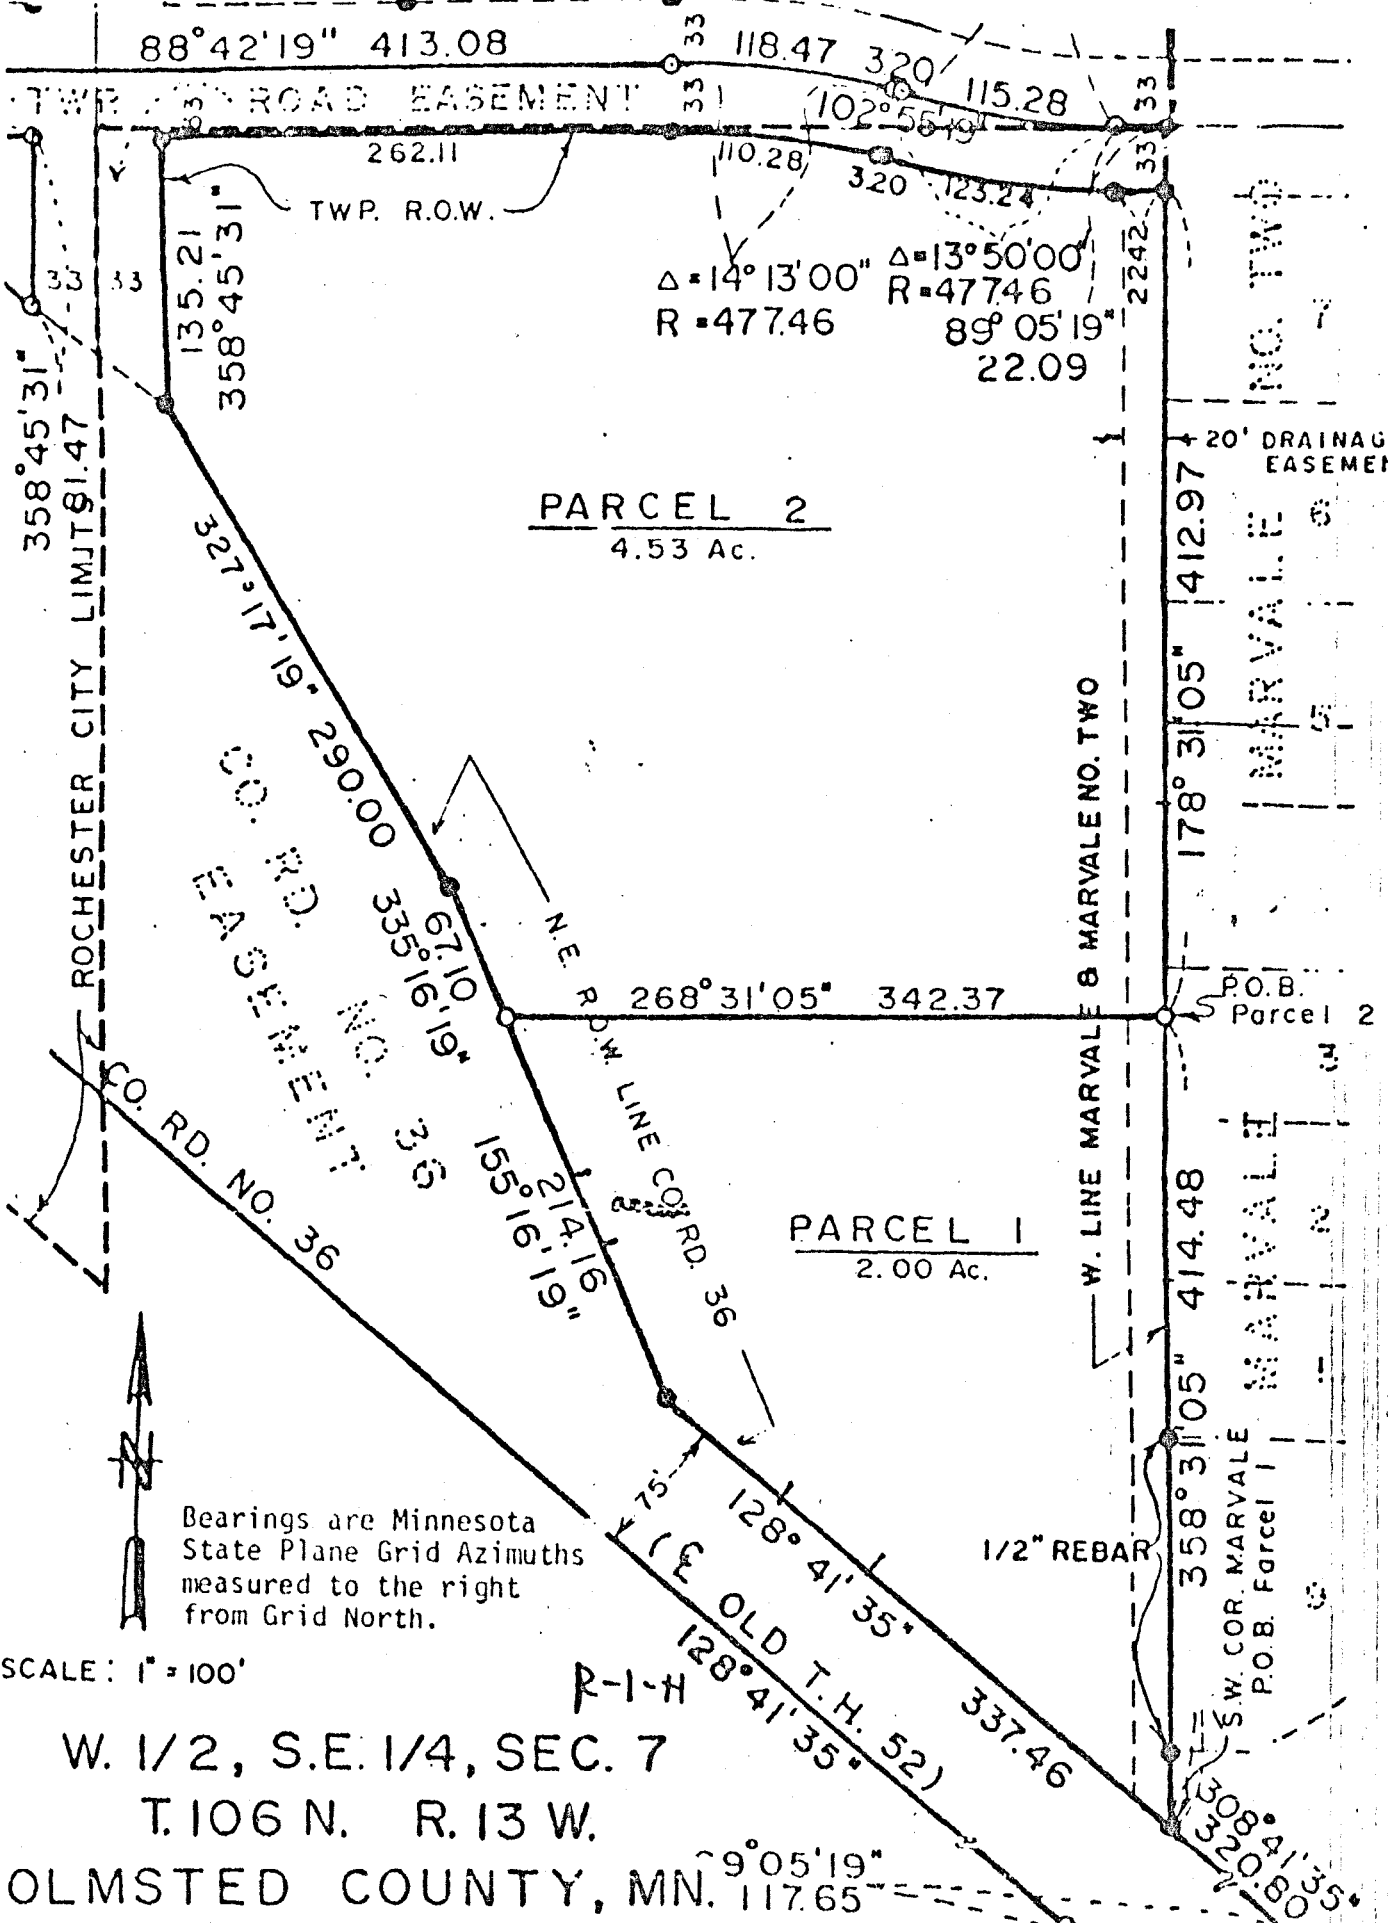 88°42'19" 413.08
33
118.47
320'
115.28
33
TWP. ROAD EASEMENT
33
33
102°56'19"
262.11
110.28
320
123.24
33
TWP. R.O.W.
135.21
358°45'31"
33
33
Δ=14°13'00"
R=477.46
Δ=13°50'00"
R=477.46
89°05'19"
22.09
22.42
NO. TWO
7
358°45'31"
81.47
20' DRAINAG
EASEMEN
PARCEL 2
4.53 Ac.
412.97
178°31'05"
MARVALE
6
5
327°17'19" 290.00
ROCHESTER CITY LIMITS
CO. RD. NO. 36
EASEMENT
67.10
335°16'19"
N.E. R.O.W. LINE CO. RD. 36
W. LINE MARVALE & MARVALE NO. TWO
268°31'05" 342.37
P.O.B.
Parcel 2
3
CO. RD. NO. 36
214.16
155°16'19"
PARCEL 1
2.00 Ac.
414.48
358°31'05"
MARVALE
2
1
N
75'
128°41'35"
337.46
1/2" REBAR
S.W. COR. MARVALE
P.O.B. Parcel 1
Bearings are Minnesota
State Plane Grid Azimuths
measured to the right
from Grid North.
SCALE: 1"=100'
(℄ OLD T.H. 52)
128°41'35"
R-1-H
W. 1/2, S.E. 1/4, SEC. 7
T.106 N. R.13 W.
OLMSTED COUNTY, MN.
9°05'19"
117.65
308°41'35"
320.80